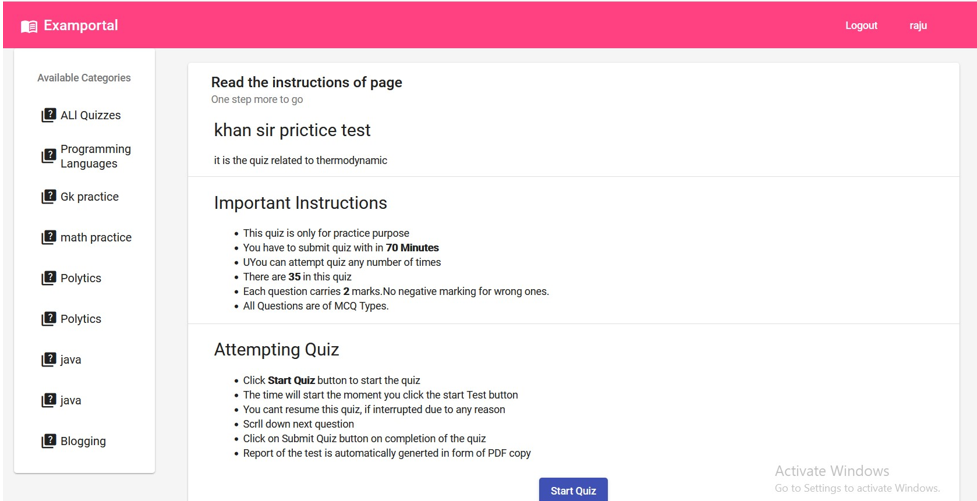 Examportal
Logout
raju
Available Categories
ALl Quizzes
Programming
Languages
Gk practice
math practice
Polytics
Polytics
java
java
Blogging
Read the instructions of page
One step more to go
khan sir prictice test
it is the quiz related to thermodynamic
Important Instructions
This quiz is only for practice purpose
You have to submit quiz with in 70 Minutes
UYou can attempt quiz any number of times
There are 35 in this quiz
Each question carries 2 marks.No negative marking for wrong ones.
All Questions are of MCQ Types.
Attempting Quiz
Click Start Quiz button to start the quiz
The time will start the moment you click the start Test button
You cant resume this quiz, if interrupted due to any reason
Scrll down next question
Click on Submit Quiz button on completion of the quiz
Report of the test is automatically generted in form of PDF copy
Start Quiz
Activate Windows
Go to Settings to activate Windows.